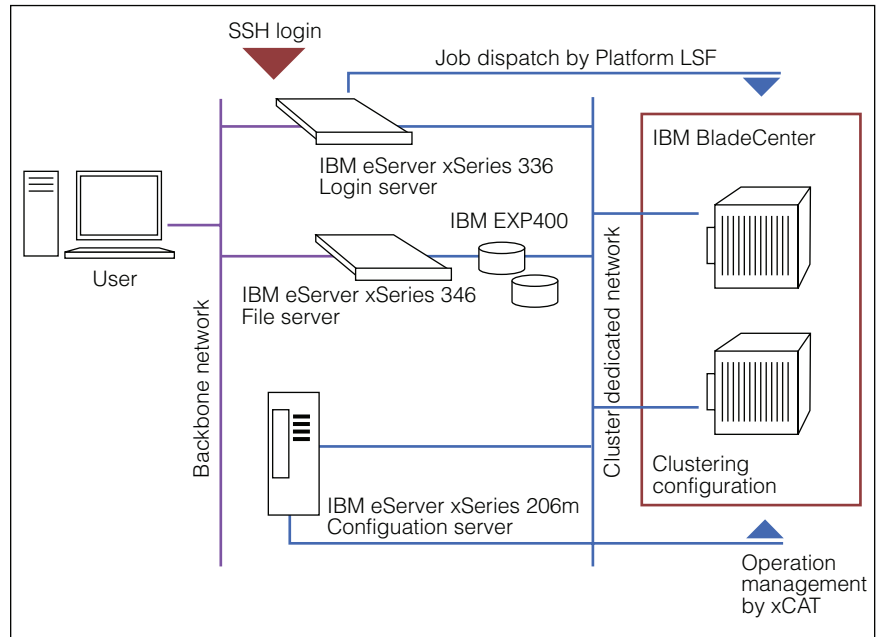 SSH login
Job dispatch by Platform LSF
IBM BladeCenter
IBM eServer xSeries 336
Login server
IBM EXP400
User
IBM eServer xSeries 346
File server
Backbone network
Cluster dedicated network
Clustering
configuration
IBM eServer xSeries 206m
Configuation server
Operation
management
by xCAT